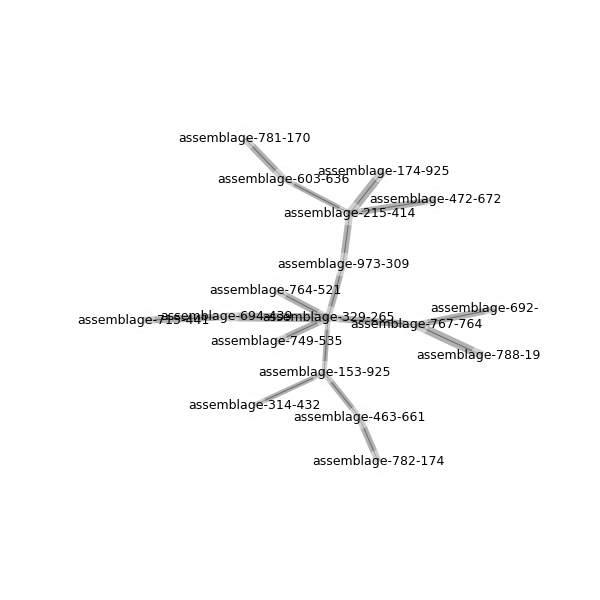 assemblage-781-170
assemblage-174-925
assemblage-603-636
assemblage-472-672
assemblage-215-414
assemblage-973-309
assemblage-764-521
assemblage-692-
assemblage-694-439
assemblage-329-265
assemblage-715-441
assemblage-767-764
assemblage-749-535
assemblage-788-19
assemblage-153-925
assemblage-314-432
assemblage-463-661
assemblage-782-174